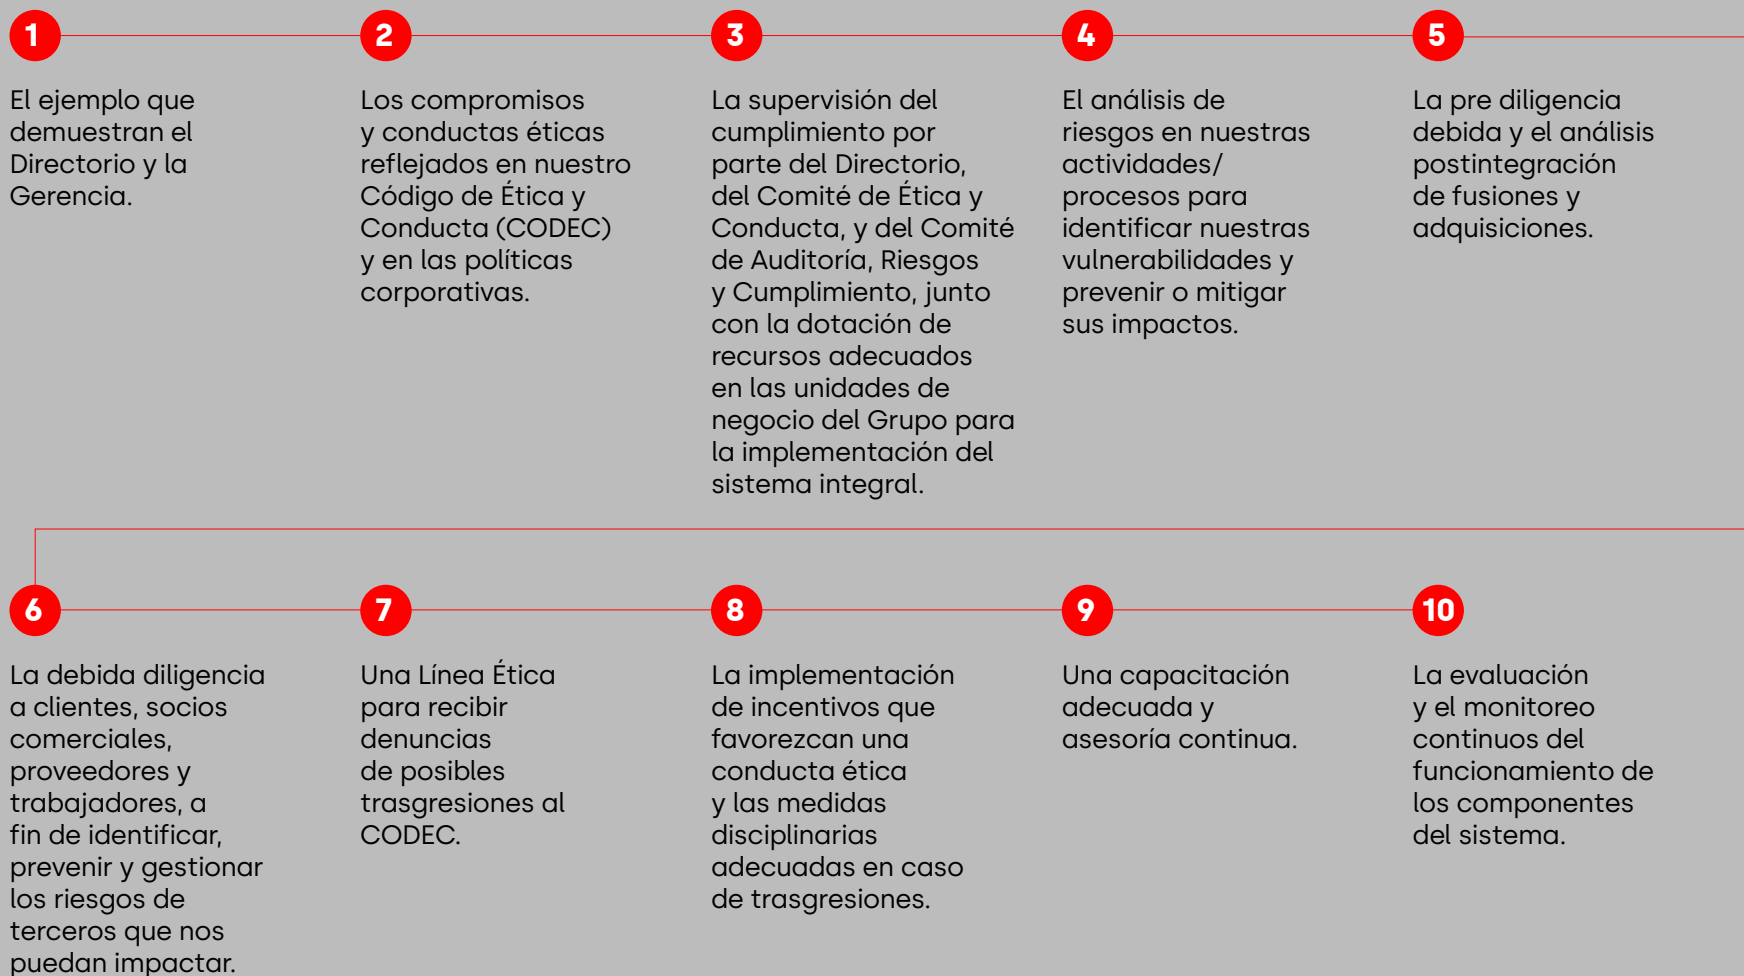 1
El ejemplo que
demuestran el
Directorio y la
Gerencia.
2
Los compromisos
y conductas éticas
reflejados en nuestro
Código de Ética y
Conducta (CODEC)
y en las políticas
corporativas.
3
La supervisión del
cumplimiento por
parte del Directorio,
del Comité de Ética y
Conducta, y del Comité
de Auditoría, Riesgos
y Cumplimiento, junto
con la dotación de
recursos adecuados
en las unidades de
negocio del Grupo para
la implementación del
sistema integral.
4
El análisis de
riesgos en nuestras
actividades/
procesos para
identificar nuestras
vulnerabilidades y
prevenir o mitigar
sus impactos.
5
La pre diligencia
debida y el análisis
postintegración
de fusiones y
adquisiciones.
6
La debida diligencia
a clientes, socios
comerciales,
proveedores y
trabajadores, a
fin de identificar,
prevenir y gestionar
los riesgos de
terceros que nos
puedan impactar.
7
Una Línea Ética
para recibir
denuncias
de posibles
trasgresiones al
CODEC.
8
La implementación
de incentivos que
favorezcan una
conducta ética
y las medidas
disciplinarias
adecuadas en caso
de trasgresiones.
9
Una capacitación
adecuada y
asesoría continua.
10
La evaluación
y el monitoreo
continuos del
funcionamiento de
los componentes
del sistema.